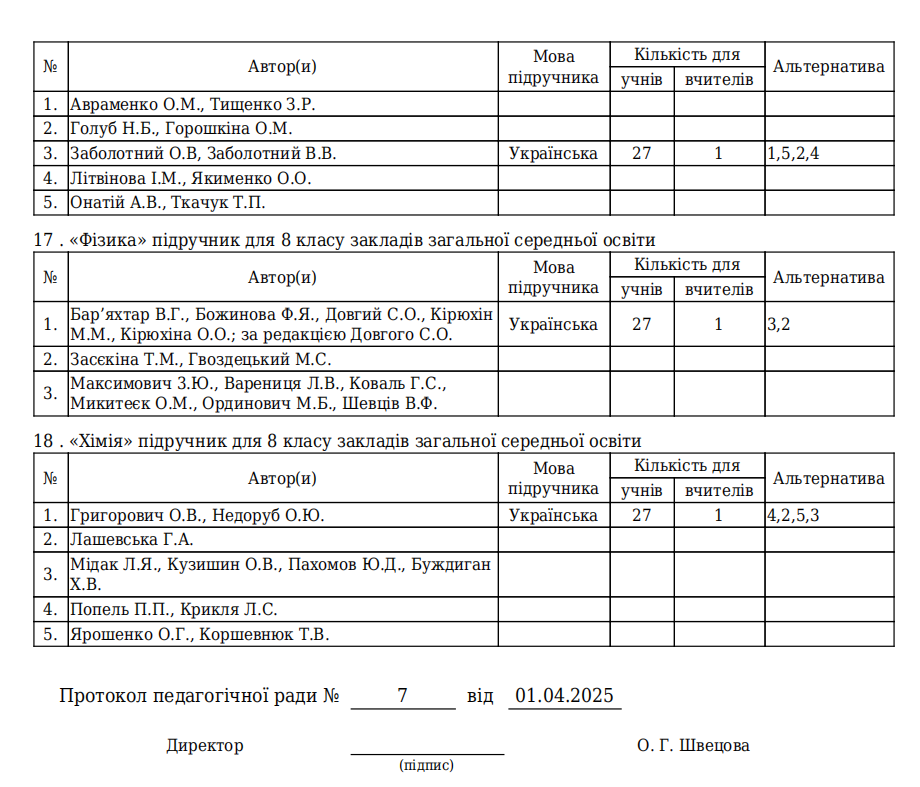 № Автор(и) Мова підручника Кількість для Альтернатива
учнів вчителів
1. Авраменко О.М., Тищенко З.Р.
2. Голуб Н.Б., Горошкіна О.М.
3. Заболотний О.В, Заболотний В.В. Українська 27 1 1,5,2,4
4. Літвінова І.М., Якименко О.О.
5. Онатій А.В., Ткачук Т.П.
17 . «Фізика» підручник для 8 класу закладів загальної середньої освіти
№ Автор(и) Мова підручника Кількість для Альтернатива
учнів вчителів
1. Бар’яхтар В.Г., Божинова Ф.Я., Довгий С.О., Кірюхін
М.М., Кірюхіна О.О.; за редакцією Довгого С.О. Українська 27 1 3,2
2. Засєкіна Т.М., Гвоздецький М.С.
3. Максимович З.Ю., Варениця Л.В., Коваль Г.С.,
Микитеєк О.М., Ординович М.Б., Шевців В.Ф.
18 . «Хімія» підручник для 8 класу закладів загальної середньої освіти
№ Автор(и) Мова підручника Кількість для Альтернатива
учнів вчителів
1. Григорович О.В., Недоруб О.Ю. Українська 27 1 4,2,5,3
2. Лашевська Г.А.
3. Мідак Л.Я., Кузишин О.В., Пахомов Ю.Д., Буждиган
Х.В.
4. Попель П.П., Крикля Л.С.
5. Ярошенко О.Г., Коршевнюк Т.В.
Протокол педагогічної ради № 7 від 01.04.2025
Директор О. Г. Швецова
(підпис)